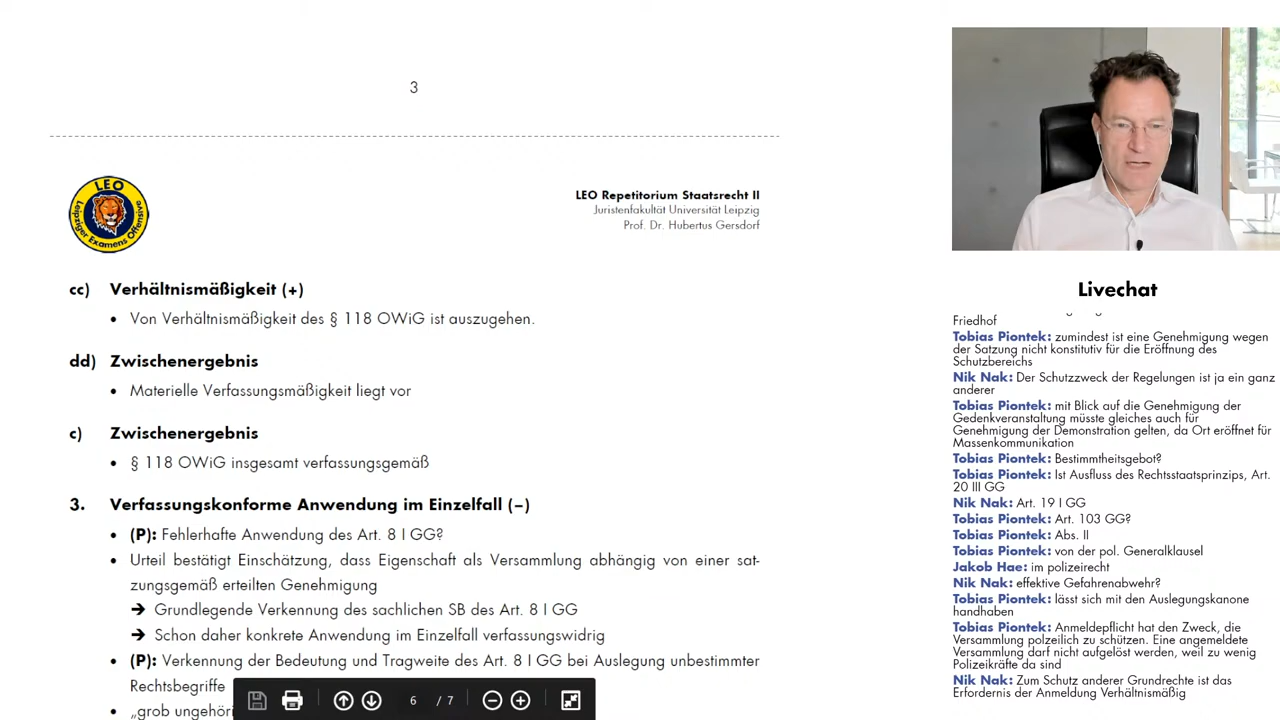 3
LEO
Leipziger Examens Offensive
LEO Repetitorium Staatsrecht II
Juristenfakultät Universität Leipzig
Prof. Dr. Hubertus Gersdorf
cc) Verhältnismäßigkeit (+)
• Von Verhältnismäßigkeit des § 118 OWiG ist auszugehen.
dd) Zwischenergebnis
• Materielle Verfassungsmäßigkeit liegt vor
c) Zwischenergebnis
• § 118 OWiG insgesamt verfassungsgemäß
3. Verfassungskonforme Anwendung im Einzelfall (–)
• (P): Fehlerhafte Anwendung des Art. 8 I GG?
• Urteil bestätigt Einschätzung, dass Eigenschaft als Versammlung abhängig von einer sat-
zungsgemäß erteilten Genehmigung
➔ Grundlegende Verkennung des sachlichen SB des Art. 8 I GG
➔ Schon daher konkrete Anwendung im Einzelfall verfassungswidrig
• (P): Verkennung der Bedeutung und Tragweite des Art. 8 I GG bei Auslegung unbestimmter
Rechtsbegriffe
• „grob ungehöri
6 / 7
Livechat
Friedhof
Tobias Piontek: zumindest ist eine Genehmigung wegen
der Satzung nicht konstitutiv für die Eröffnung des
Schutzbereichs
Nik Nak: Der Schutzzweck der Regelungen ist ja ein ganz
anderer
Tobias Piontek: mit Blick auf die Genehmigung der
Gedenkveranstaltung müsste gleiches auch für
Genehmigung der Demonstration gelten, da Ort eröffnet für
Massenkommunikation
Tobias Piontek: Bestimmtheitsgebot?
Tobias Piontek: Ist Ausfluss des Rechtsstaatsprinzips, Art.
20 III GG
Nik Nak: Art. 19 I GG
Tobias Piontek: Art. 103 GG?
Tobias Piontek: Abs. II
Tobias Piontek: von der pol. Generalklausel
Jakob Hae: im polizeirecht
Nik Nak: effektive Gefahrenabwehr?
Tobias Piontek: lässt sich mit den Auslegungskanone
handhaben
Tobias Piontek: Anmeldepflicht hat den Zweck, die
Versammlung polzeilich zu schützen. Eine angemeldete
Versammlung darf nicht aufgelöst werden, weil zu wenig
Polizeikräfte da sind
Nik Nak: Zum Schutz anderer Grundrechte ist das
Erfordernis der Anmeldung Verhältnismäßig